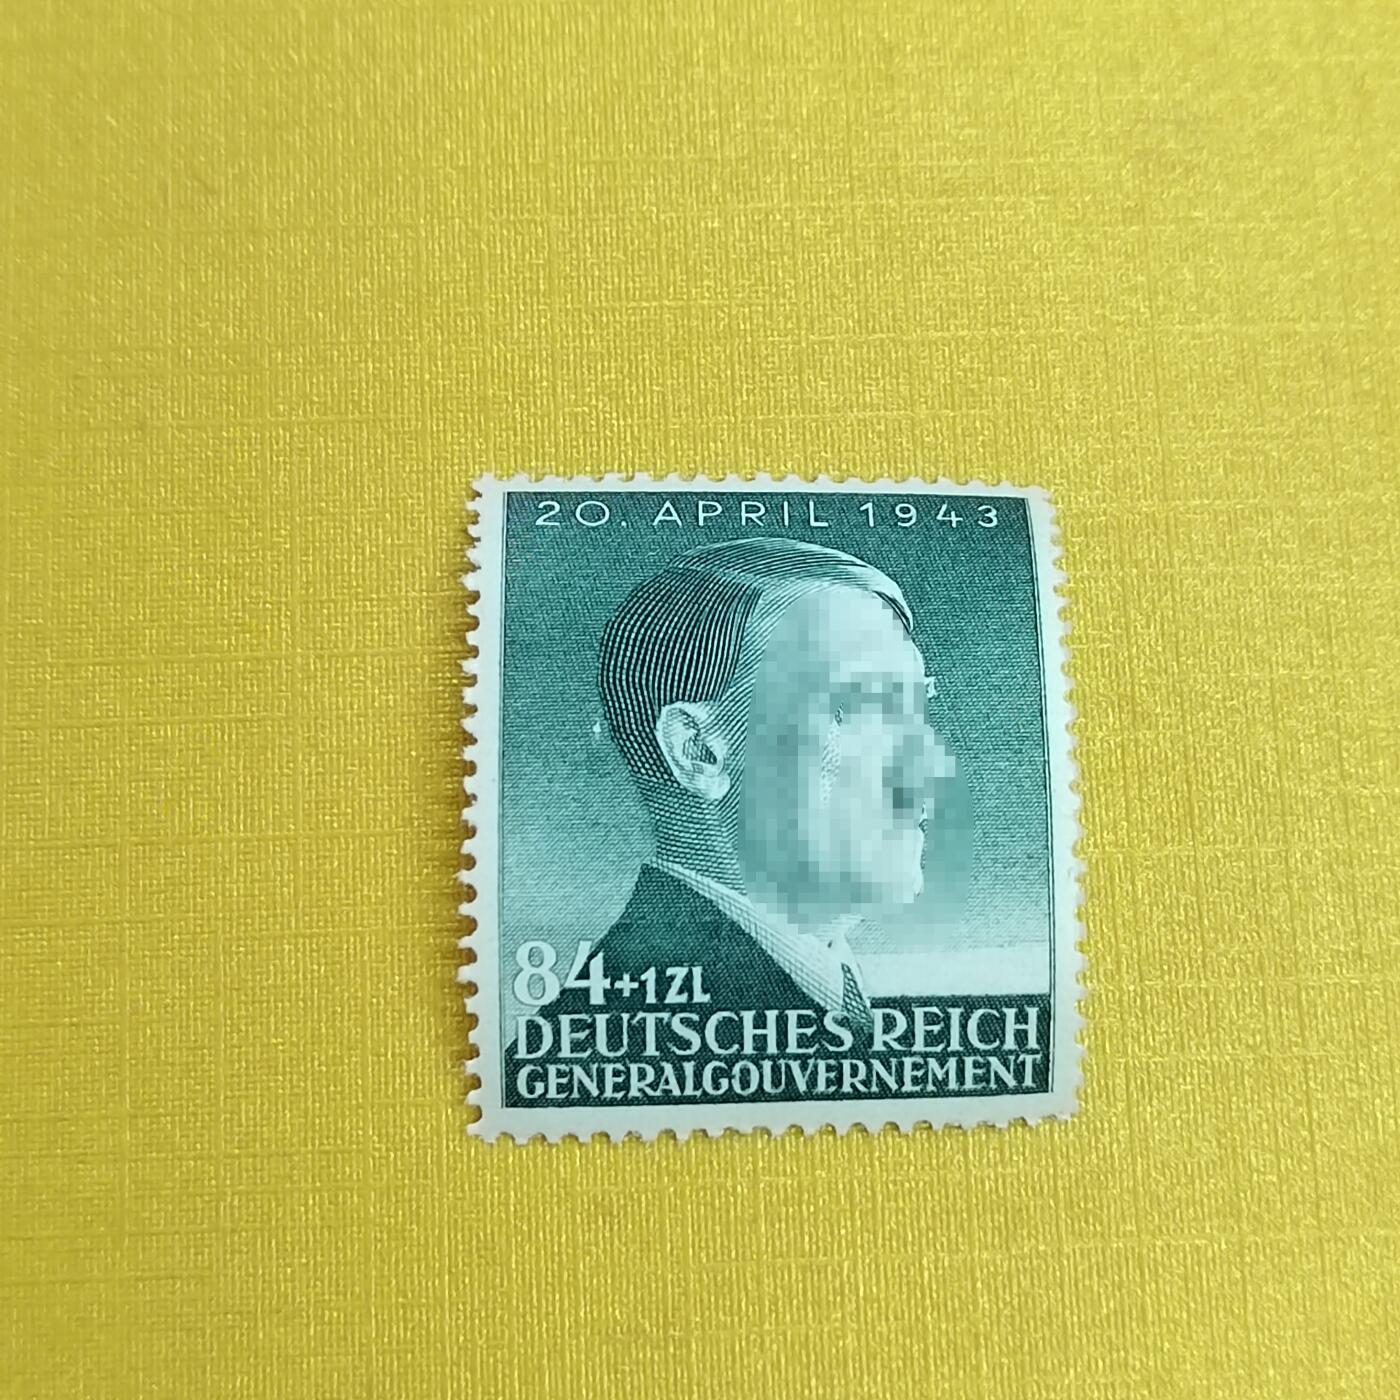 20. APRIL 1943
84+1ZL
DEUTSCHES REICH
GENERALGOUVERNEMENT